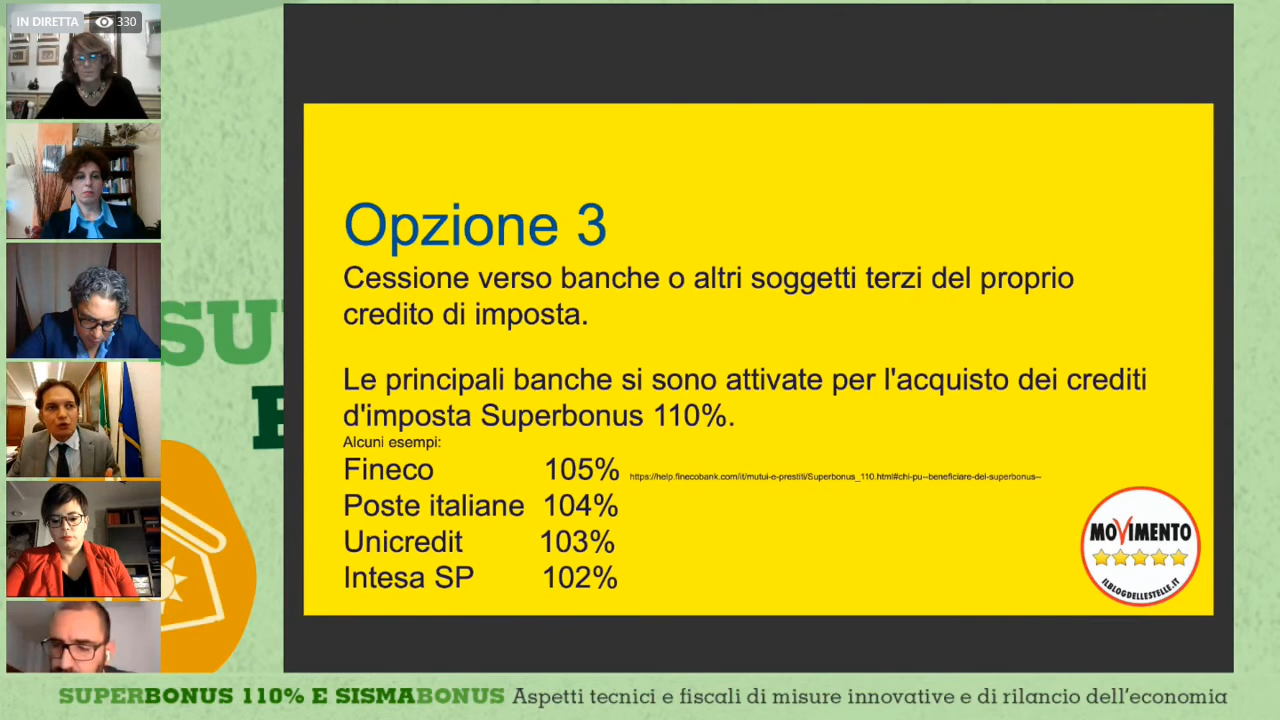 IN DIRETTA
330
SU
Opzione 3
Cessione verso banche o altri soggetti terzi del proprio
credito di imposta.
Le principali banche si sono attivate per l'acquisto dei crediti
d'imposta Superbonus 110%.
Alcuni esempi:
Fineco 105% https://help.finecobank.com/it/mutui-e-prestiti/Superbonus_110.html#chi-pu--beneficiare-del-superbonus--
Poste italiane 104%
Unicredit 103%
Intesa SP 102%
MOVIMENTO
ILBLOGDELLESTELLE.IT
SUPERBONUS 110% E SISMABONUS Aspetti tecnici e fiscali di misure innovative e di rilancio dell'economia